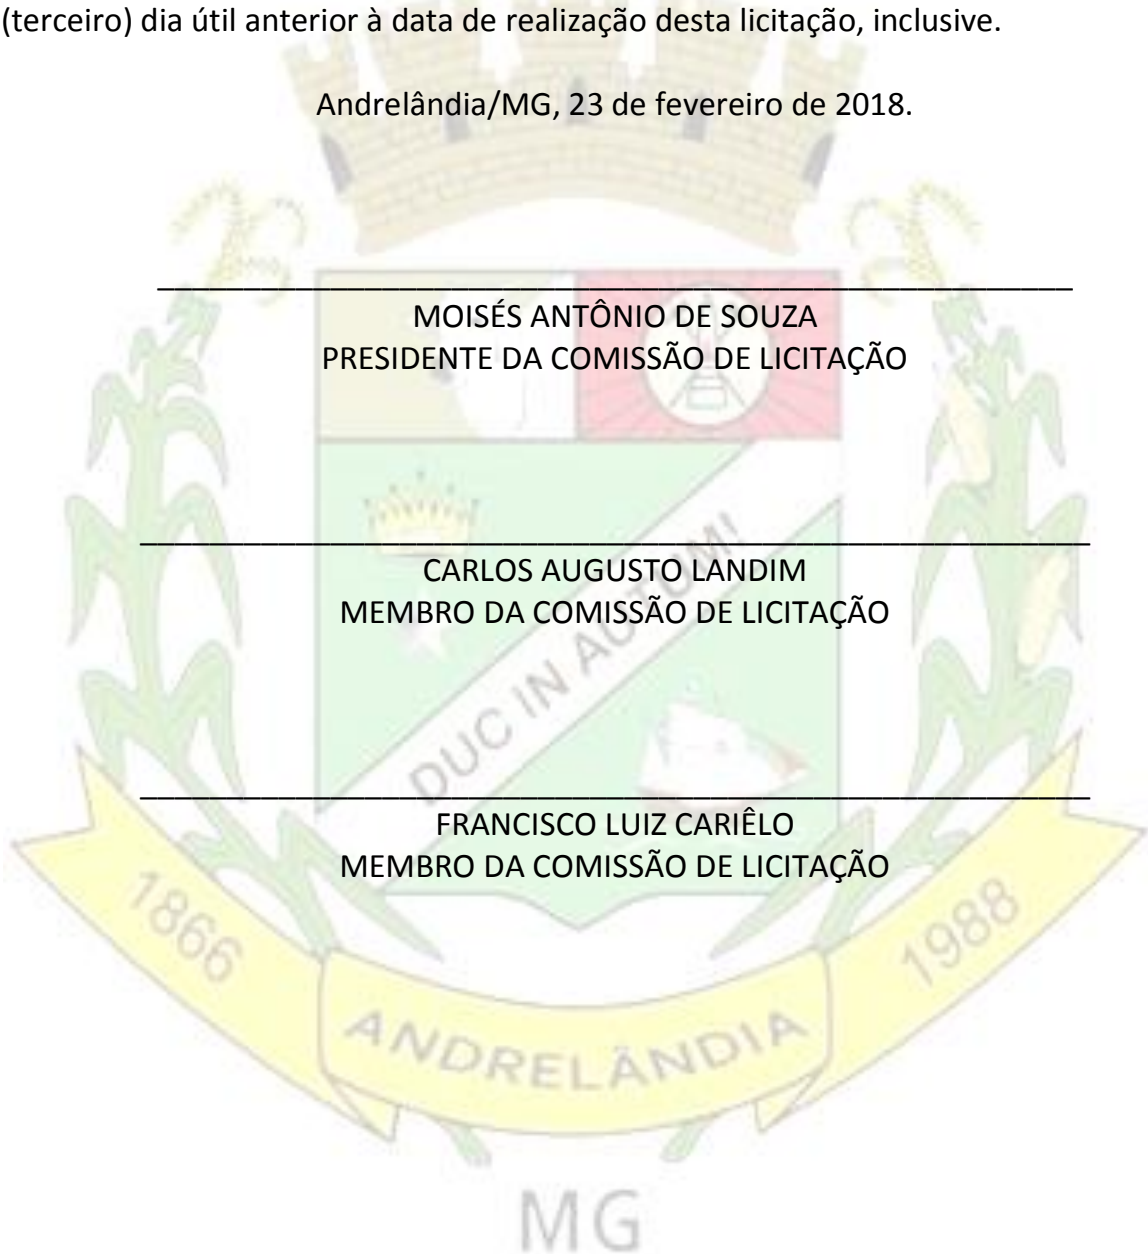 (terceiro) dia útil anterior à data de realização desta licitação, inclusive.
Andrelândia/MG, 23 de fevereiro de 2018.
MOISÉS ANTÔNIO DE SOUZA
PRESIDENTE DA COMISSÃO DE LICITAÇÃO
CARLOS AUGUSTO LANDIM
MEMBRO DA COMISSÃO DE LICITAÇÃO
DUC IN AUTUM!
FRANCISCO LUIZ CARIÊLO
MEMBRO DA COMISSÃO DE LICITAÇÃO
1866
1988
ANDRELÂNDIA
MG